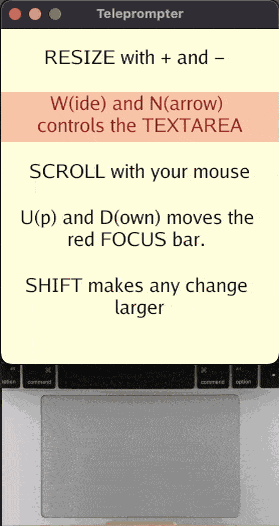 Teleprompter
RESIZE with + and –
W(ide) and N(arrow)
controls the TEXTAREA
SCROLL with your mouse
U(p) and D(own) moves the
red FOCUS bar.
SHIFT makes any change
larger
command
command
option